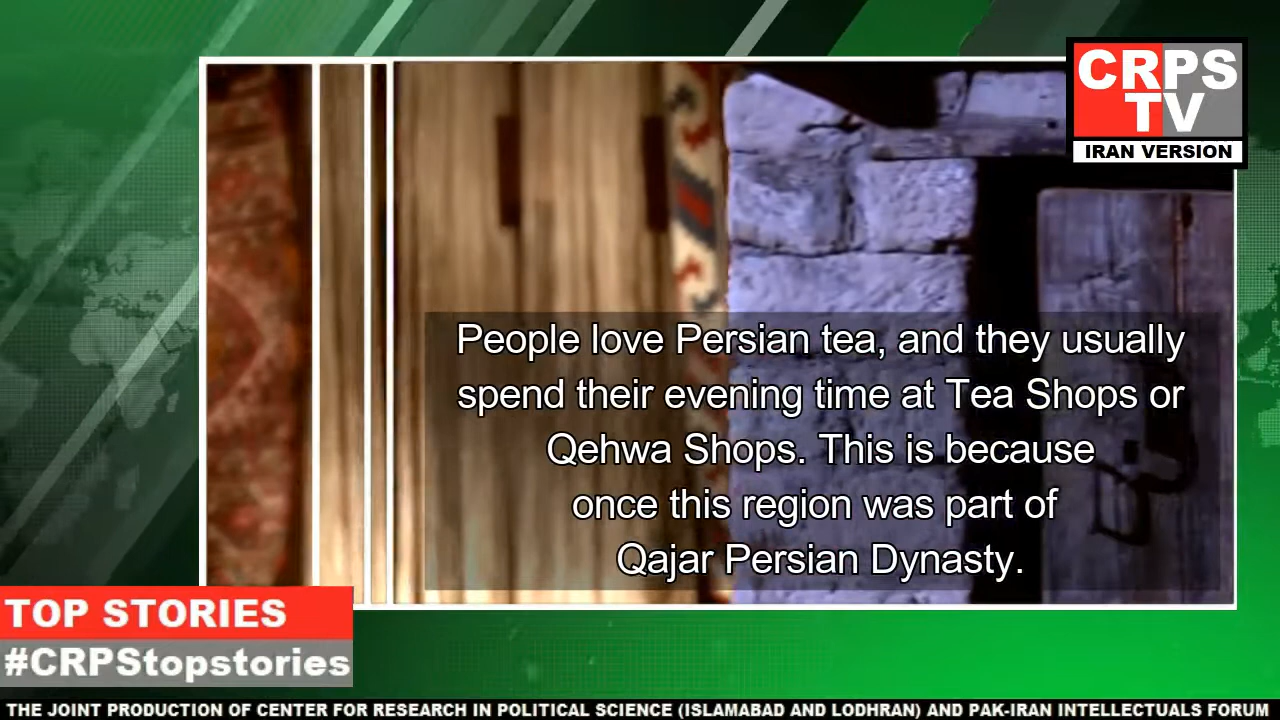 CRPS
TV
IRAN VERSION
People love Persian tea, and they usually
spend their evening time at Tea Shops or
Qehwa Shops. This is because
once this region was part of
Qajar Persian Dynasty.
TOP STORIES
#CRPStopstories
THE JOINT PRODUCTION OF CENTER FOR RESEARCH IN POLITICAL SCIENCE (ISLAMABAD AND LODHRAN) AND PAK-IRAN INTELLECTUALS FORUM